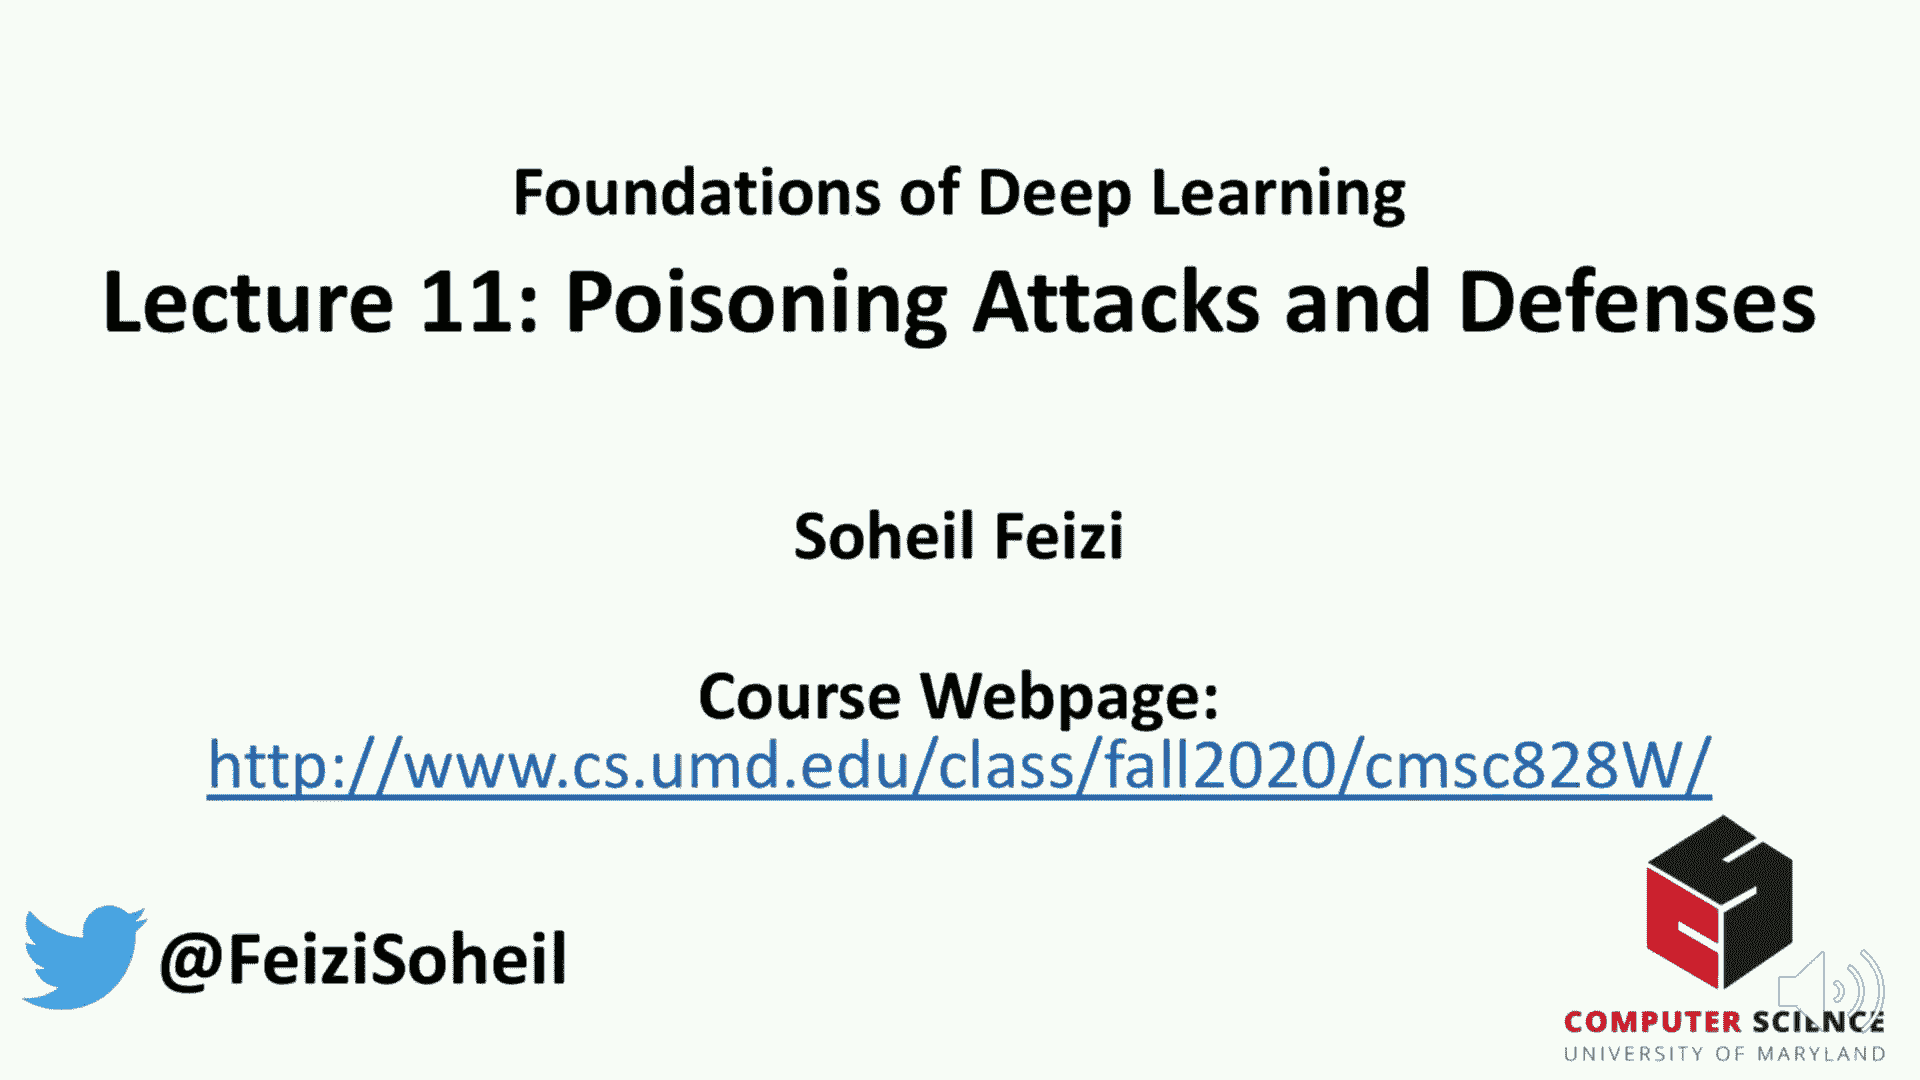 Foundations of Deep Learning
Lecture 11: Poisoning Attacks and Defenses
Soheil Feizi
Course Webpage:
http://www.cs.umd.edu/class/fall2020/cmsc828W/
@FeiziSoheil
COMPUTER SCIENCE
UNIVERSITY OF MARYLAND